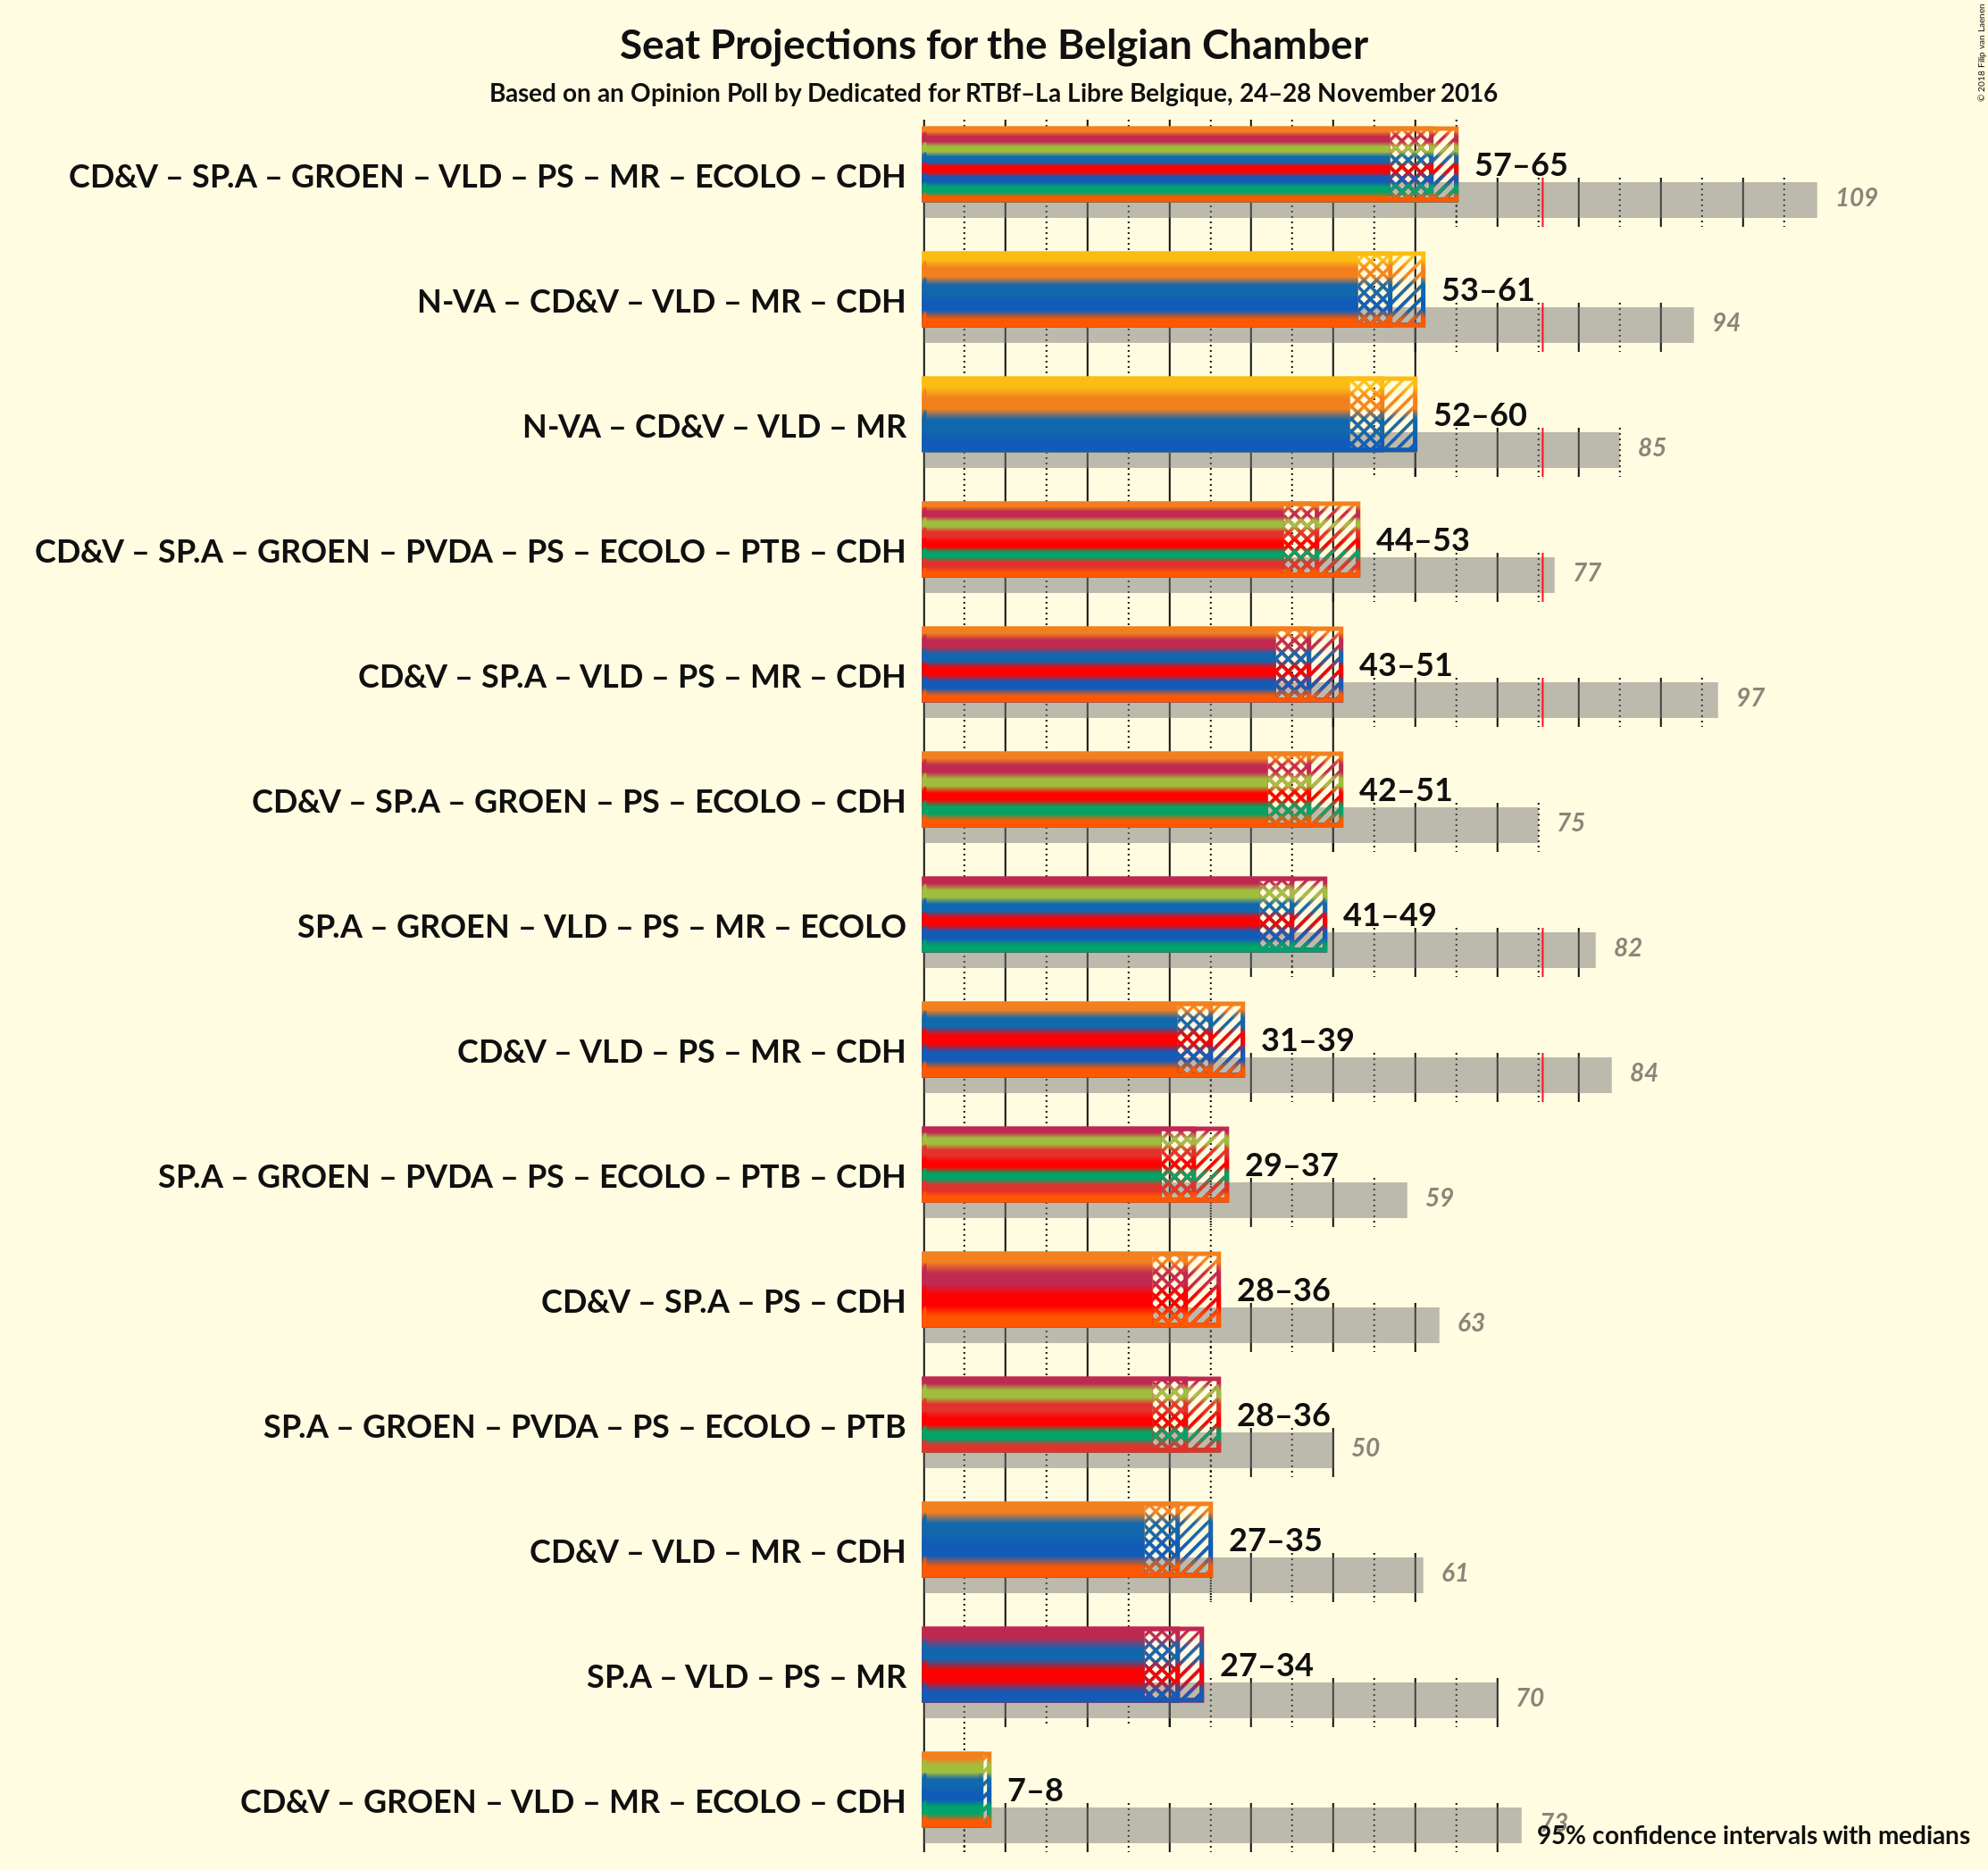 Seat Projections for the Belgian Chamber
Based on an Opinion Poll by Dedicated for RTBf–La Libre Belgique, 24–28 November 2016
© 2018 Filip van Laenen
CD&V – SP.A – GROEN – VLD – PS – MR – ECOLO – CDH
57–65
109
N-VA – CD&V – VLD – MR – CDH
53–61
94
N-VA – CD&V – VLD – MR
52–60
85
CD&V – SP.A – GROEN – PVDA – PS – ECOLO – PTB – CDH
44–53
77
CD&V – SP.A – VLD – PS – MR – CDH
43–51
97
CD&V – SP.A – GROEN – PS – ECOLO – CDH
42–51
75
SP.A – GROEN – VLD – PS – MR – ECOLO
41–49
82
CD&V – VLD – PS – MR – CDH
31–39
84
SP.A – GROEN – PVDA – PS – ECOLO – PTB – CDH
29–37
59
CD&V – SP.A – PS – CDH
28–36
63
SP.A – GROEN – PVDA – PS – ECOLO – PTB
28–36
50
CD&V – VLD – MR – CDH
27–35
61
SP.A – VLD – PS – MR
27–34
70
CD&V – GROEN – VLD – MR – ECOLO – CDH
7–8
73
95% confidence intervals with medians